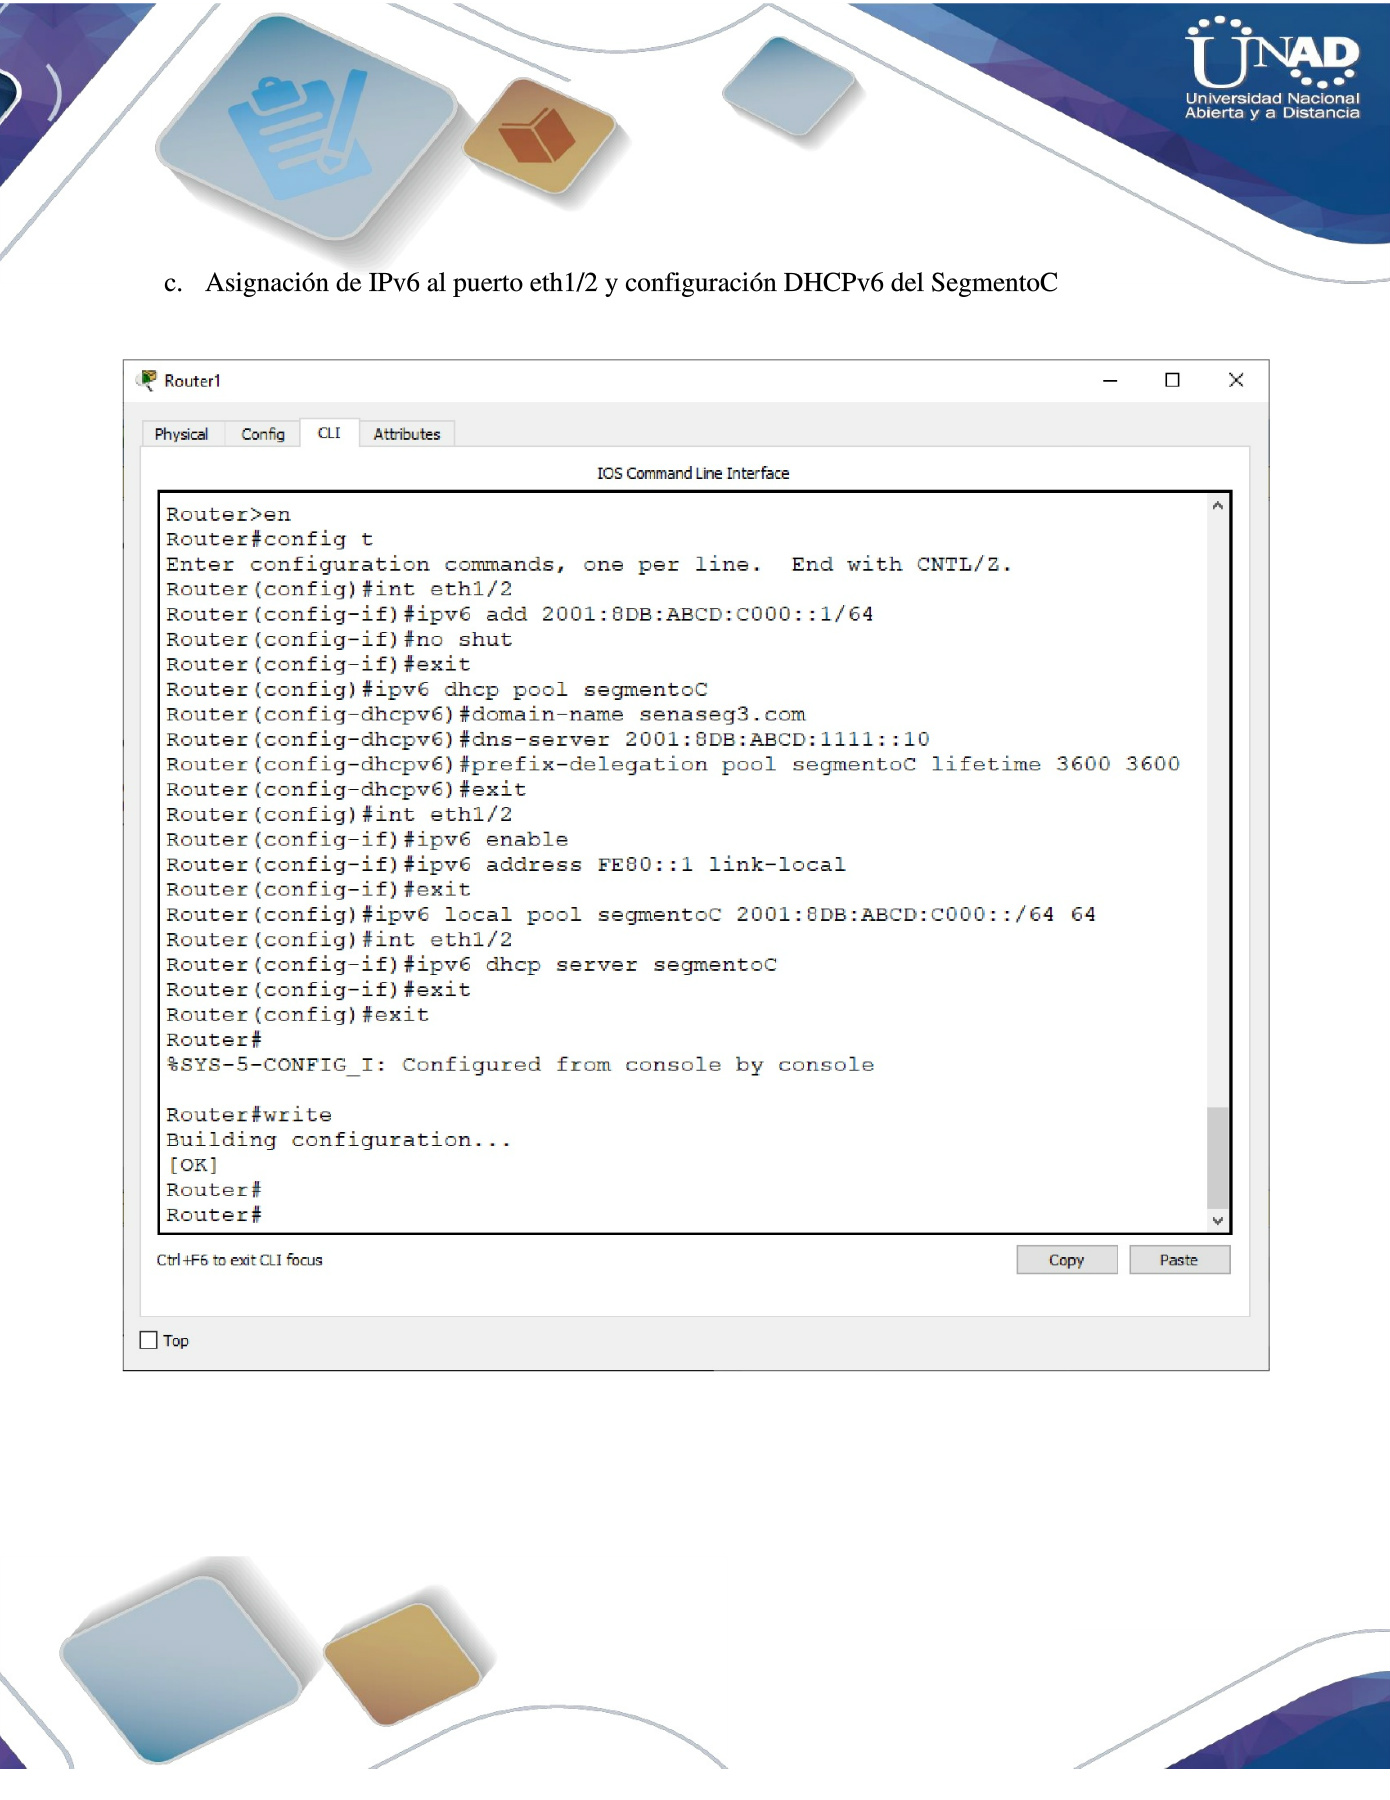 UNAD
Universidad Nacional
Abierta y a Distancia
c. Asignación de IPv6 al puerto eth1/2 y configuración DHCPv6 del SegmentoC
Router1
Physical Config CLI Attributes
IOS Command Line Interface
Router>en
Router#config t
Enter configuration commands, one per line.  End with CNTL/Z.
Router(config)#int eth1/2
Router(config-if)#ipv6 add 2001:8DB:ABCD:C000::1/64
Router(config-if)#no shut
Router(config-if)#exit
Router(config)#ipv6 dhcp pool segmentoC
Router(config-dhcpv6)#domain-name senaseg3.com
Router(config-dhcpv6)#dns-server 2001:8DB:ABCD:1111::10
Router(config-dhcpv6)#prefix-delegation pool segmentoC lifetime 3600 3600
Router(config-dhcpv6)#exit
Router(config)#int eth1/2
Router(config-if)#ipv6 enable
Router(config-if)#ipv6 address FE80::1 link-local
Router(config-if)#exit
Router(config)#ipv6 local pool segmentoC 2001:8DB:ABCD:C000::/64 64
Router(config)#int eth1/2
Router(config-if)#ipv6 dhcp server segmentoC
Router(config-if)#exit
Router(config)#exit
Router#
%SYS-5-CONFIG_I: Configured from console by console
Router#write
Building configuration...
[OK]
Router#
Router#
Ctrl+F6 to exit CLI focus
Copy Paste
Top